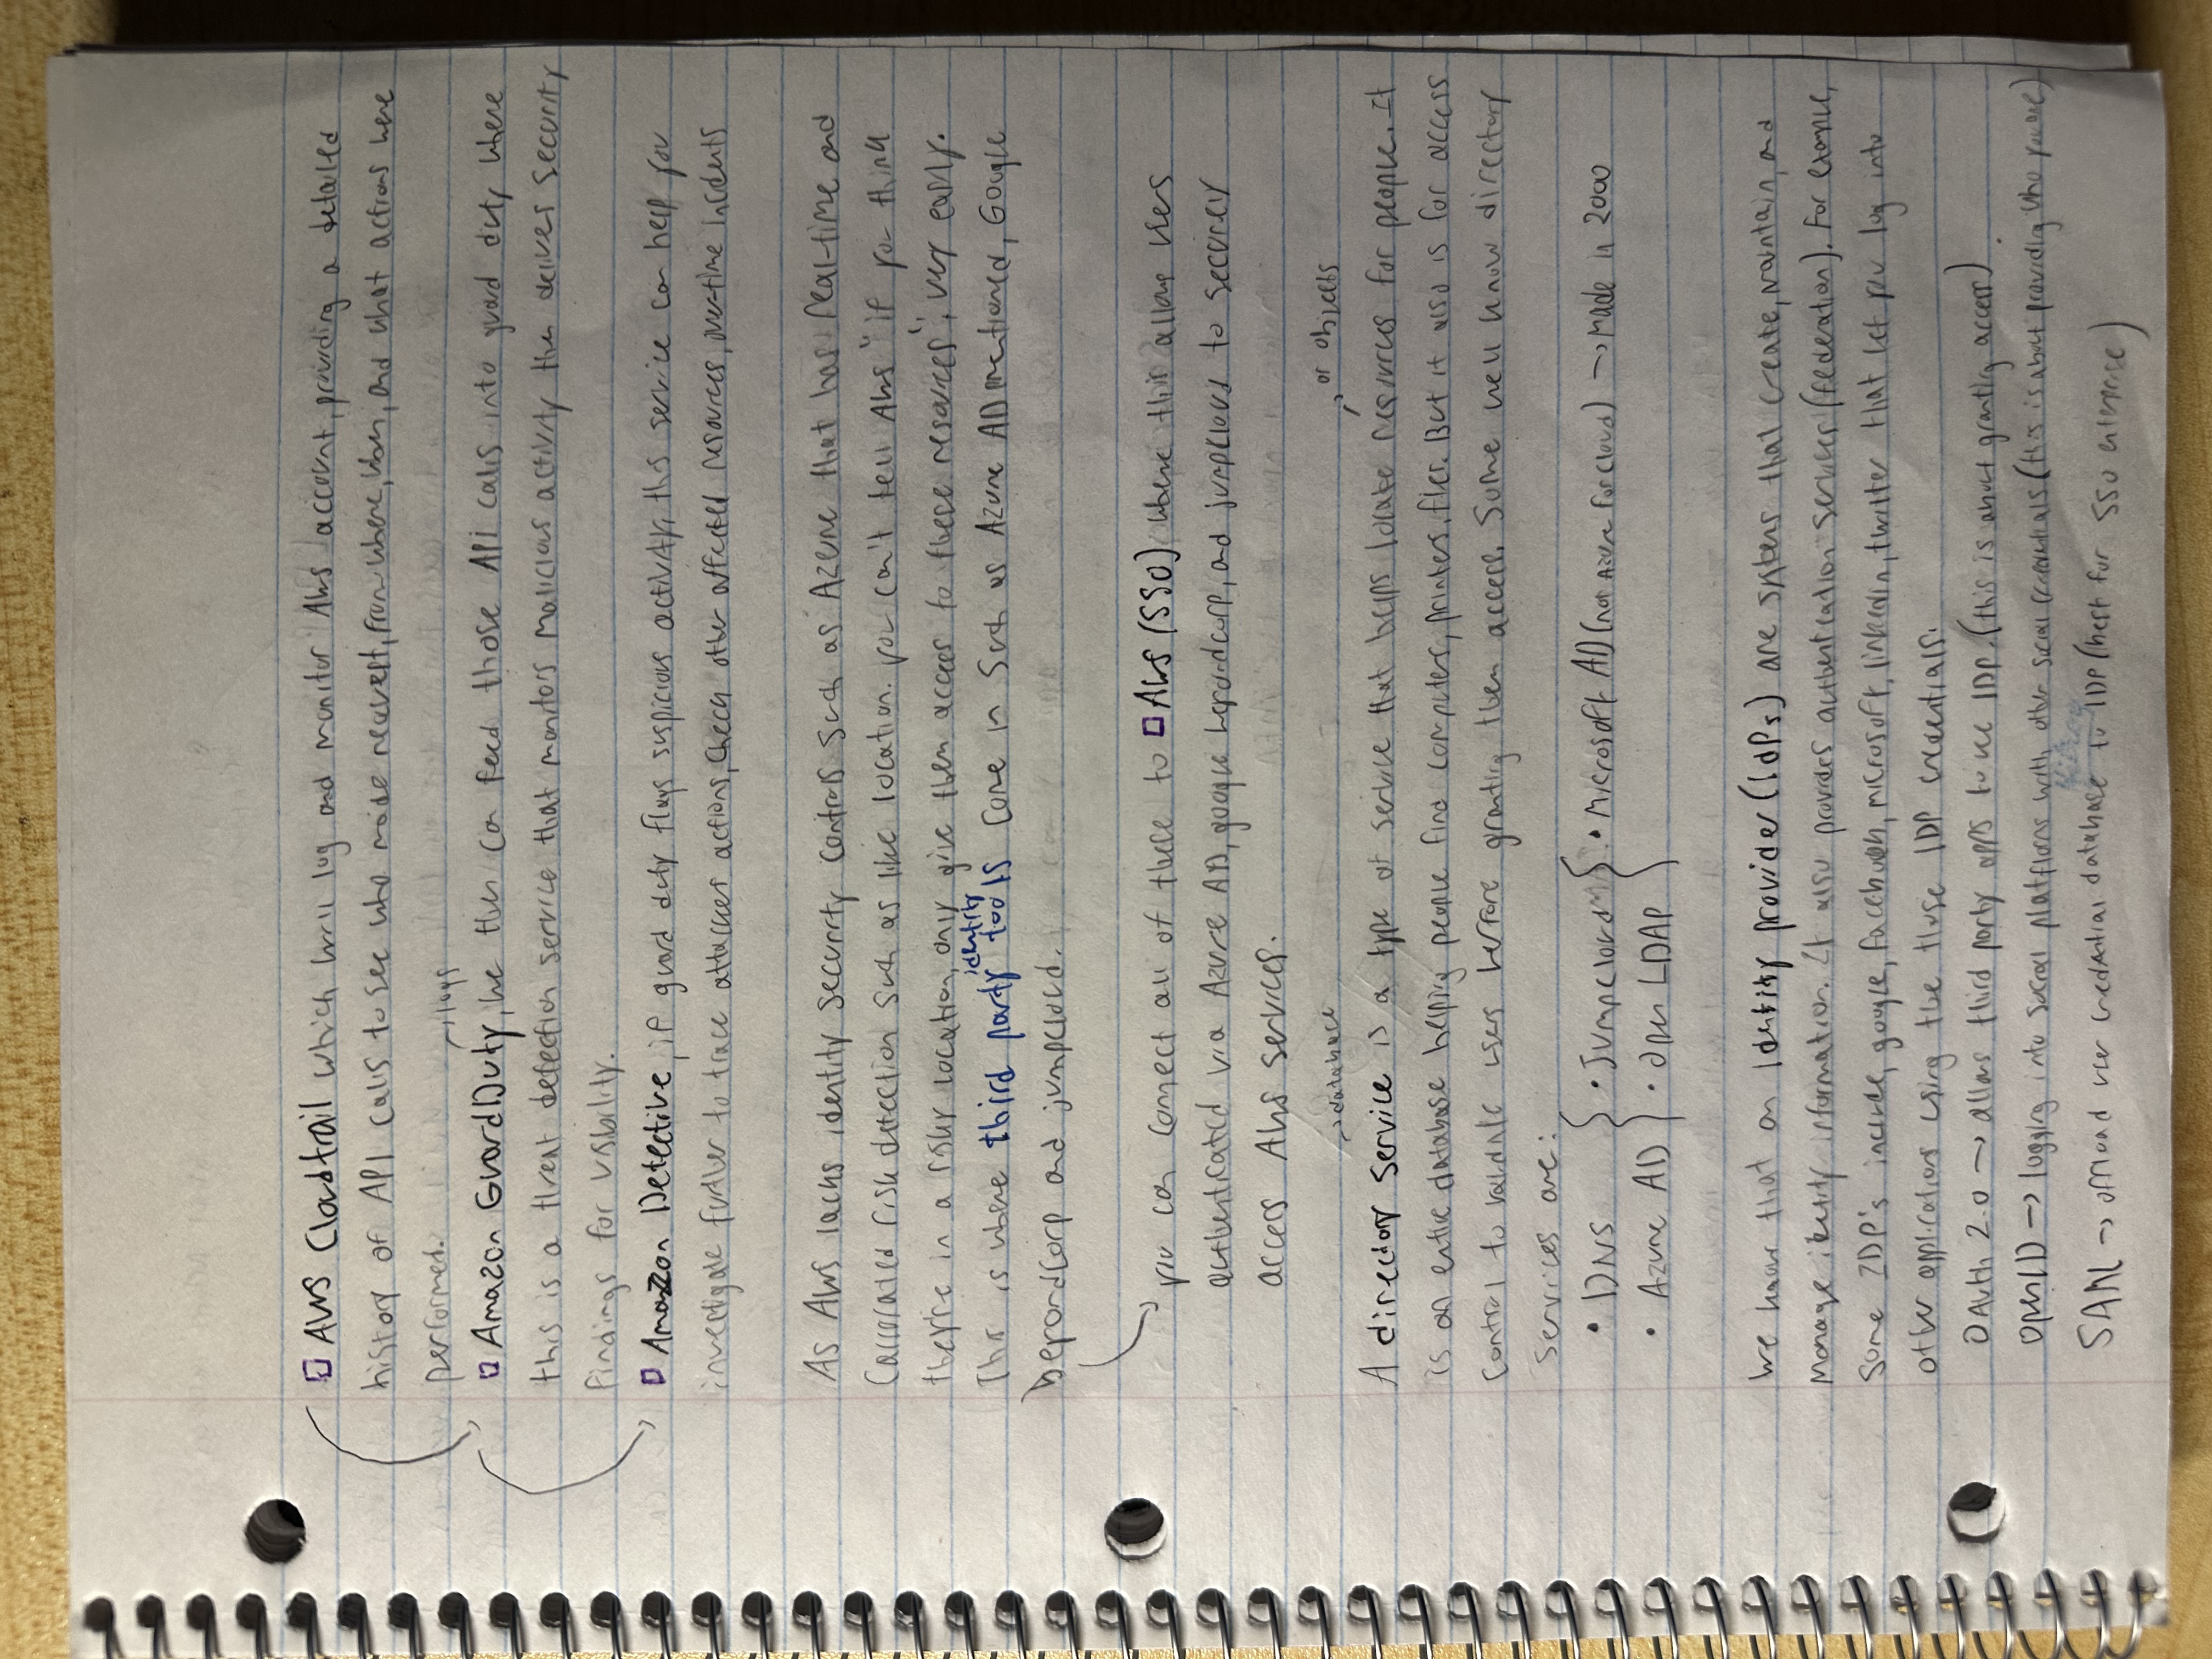 AWS Cloudtrail which will log and monitor AWS account, providing a detailed
history of API calls to see who made request, from where, when, and what actions were
performed.
→ logs
Amazon GuardDuty, we then can feed those API calls into guard duty where
this is a threat detection service that monitors malicious activity then delives security
findings for visibility.
Amazon Detective, if guard duty flags suspicious activity, this service can help you
investigate further to trace attackers actions, check other affected resources, over-time incidents
As AWS lacks identity security controls such as Azure that has real-time and
risk detection such as like location. you can't tell AWS "if you think
they're in a risky location, only give them access to these resources", very easily.
identity
This is where third party tools come in such as Azure AD mentioned, Google
beyondcorp and jumpcloud.
you can connect all of these to AWS (SSO) where this allows users
authenticated via Azure AD, google beyondcorp, and jumpcloud to securely
access AWS services.
→ database
→ or objects
A directory service is a type of service that helps locate resources for people. It
is an entire database helping people find computers, printers, files. But it also is for access
control to validate users before granting them access. Some well know directory
services are:
• DNS } • Jumpcloud } • Microsoft AD (not Azure for cloud) → made in 2000
• Azure AD } • Open LDAP }
We know that an Identity provider (IdPs) are systems that create, maintain, and
manage identity information. It also provides authentication services (federation). For example,
some IDP's include, google, facebook, microsoft, linkedin, twitter that let you log into
other applications using the those IDP credentials.
OAuth 2.0 → allows third party apps to use IDP. (this is about granting access)
OpenID → logging into social platforms with other social credentials (this is about providing who you are)
SAML → offload user credential database to IDP (best for SSO enterprise)